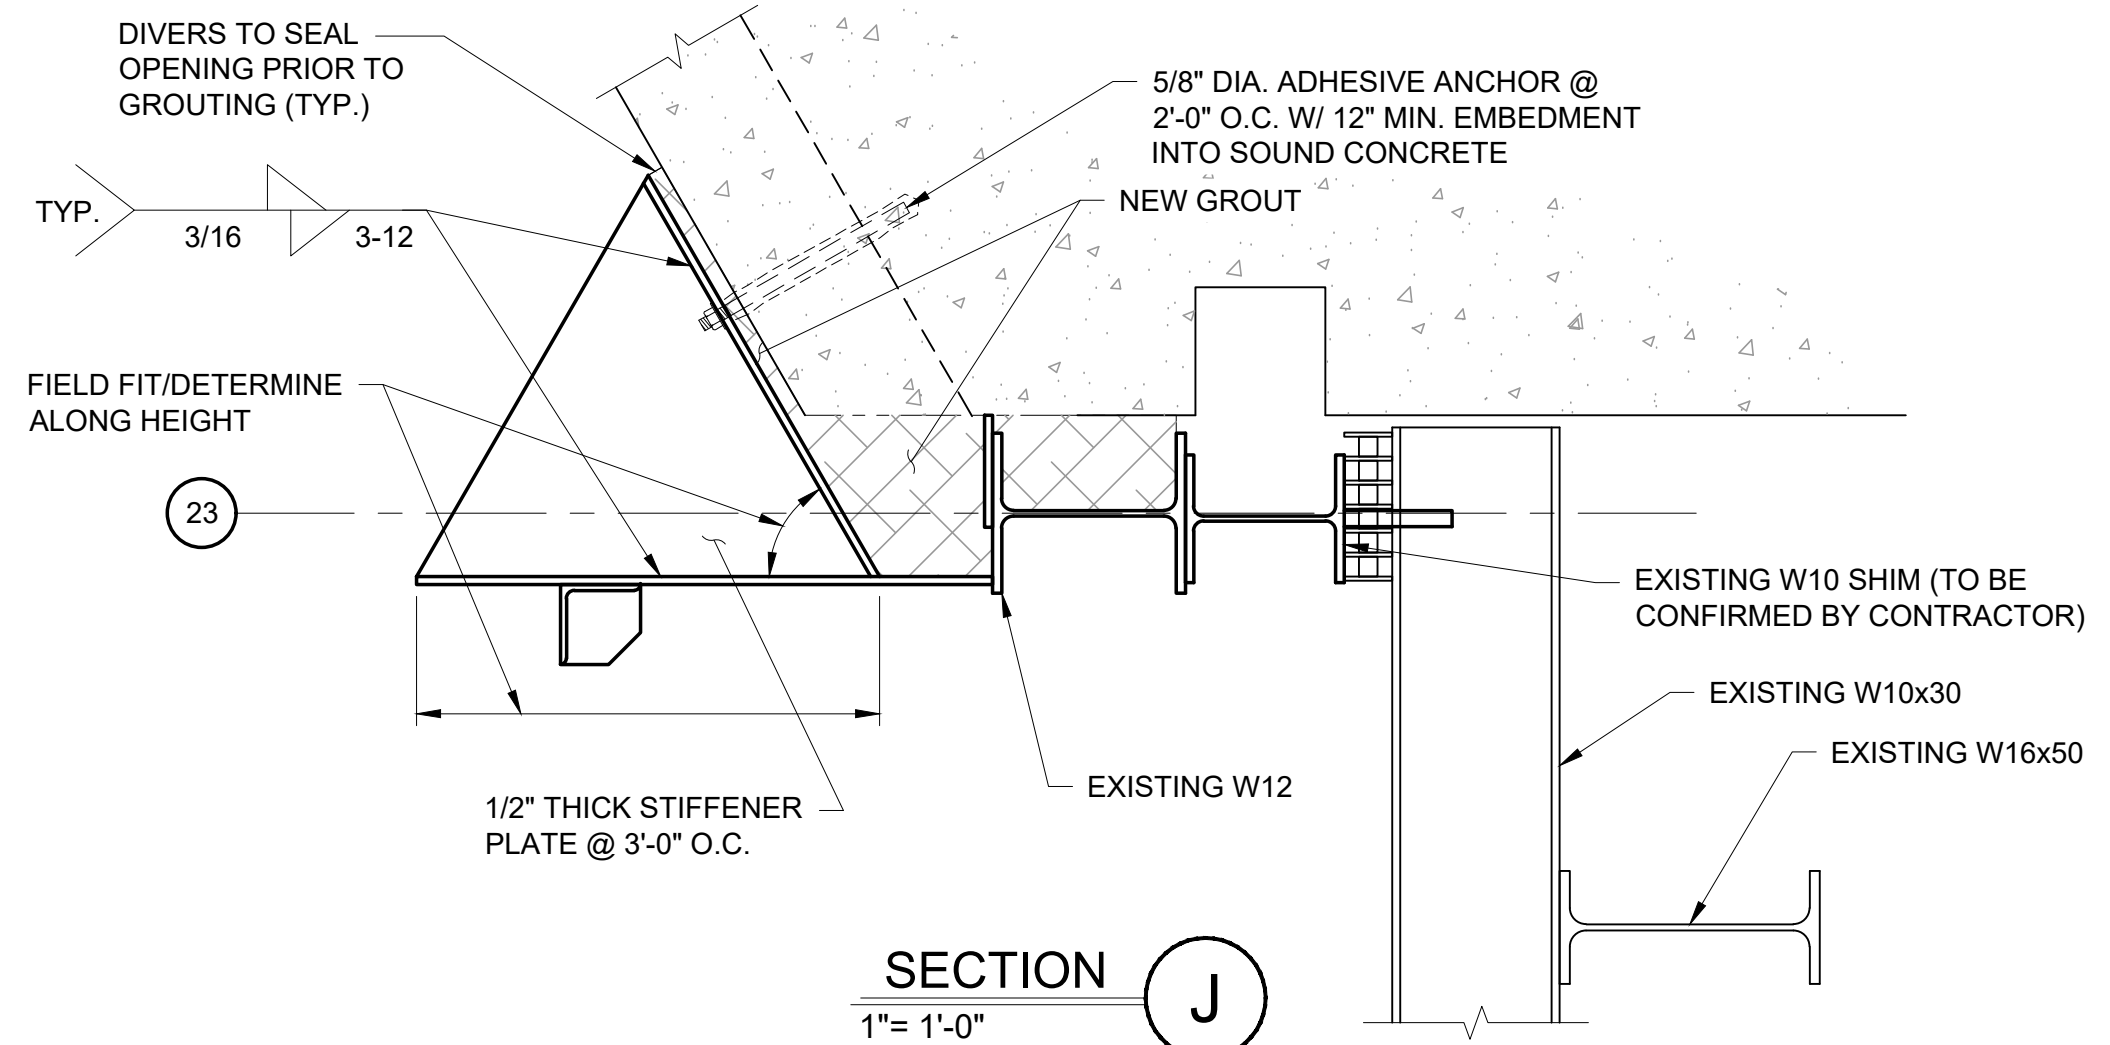 DIVERS TO SEAL
OPENING PRIOR TO
GROUTING (TYP.)
5/8" DIA. ADHESIVE ANCHOR @
2'-0" O.C. W/ 12" MIN. EMBEDMENT
INTO SOUND CONCRETE
NEW GROUT
TYP.
3/16
3-12
FIELD FIT/DETERMINE
ALONG HEIGHT
23
EXISTING W10 SHIM (TO BE
CONFIRMED BY CONTRACTOR)
EXISTING W10x30
EXISTING W16x50
EXISTING W12
1/2" THICK STIFFENER
PLATE @ 3'-0" O.C.
SECTION
J
1"= 1'-0"